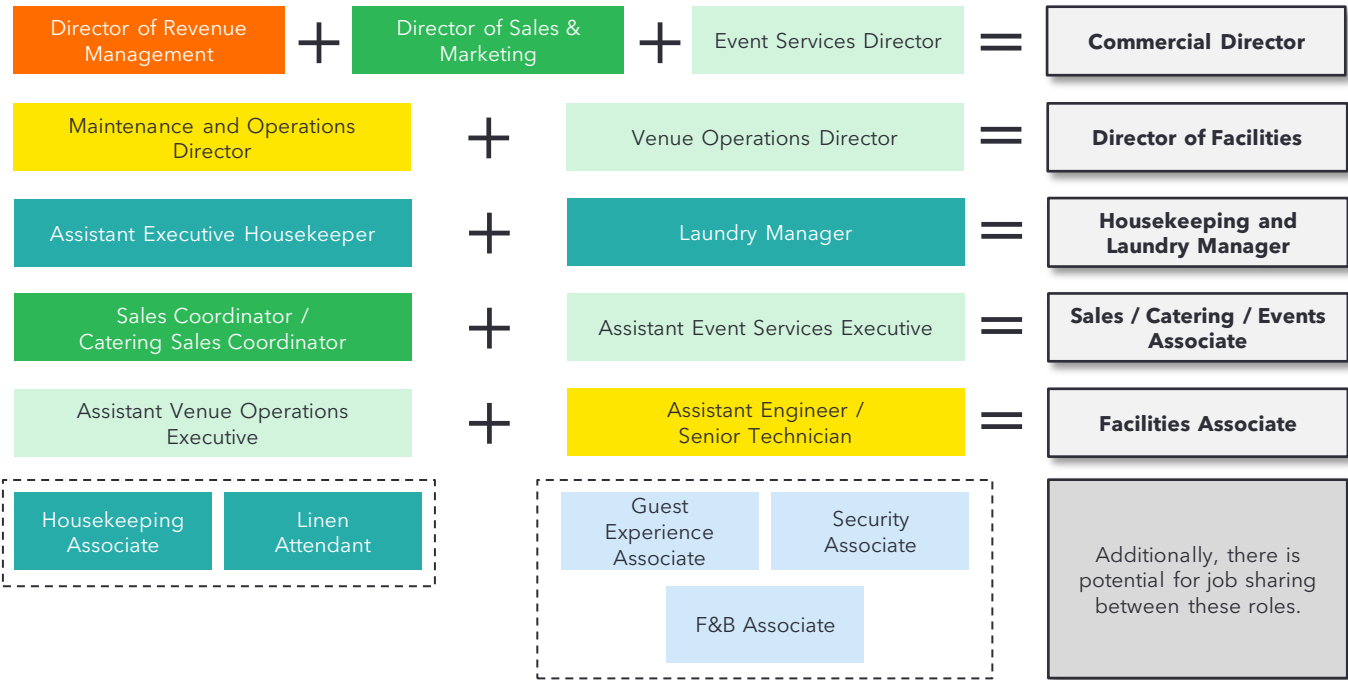 Director of Revenue
Management
+
Director of Sales &
Marketing
+
Event Services Director
=
Commercial Director
Maintenance and Operations
Director
+
Venue Operations Director
=
Director of Facilities
Assistant Executive Housekeeper
+
Laundry Manager
=
Housekeeping and
Laundry Manager
Sales Coordinator /
Catering Sales Coordinator
+
Assistant Event Services Executive
=
Sales / Catering / Events
Associate
Assistant Venue Operations
Executive
+
Assistant Engineer /
Senior Technician
=
Facilities Associate
Housekeeping
Associate
Linen
Attendant
Guest
Experience
Associate
Security
Associate
F&B Associate
Additionally, there is
potential for job sharing
between these roles.